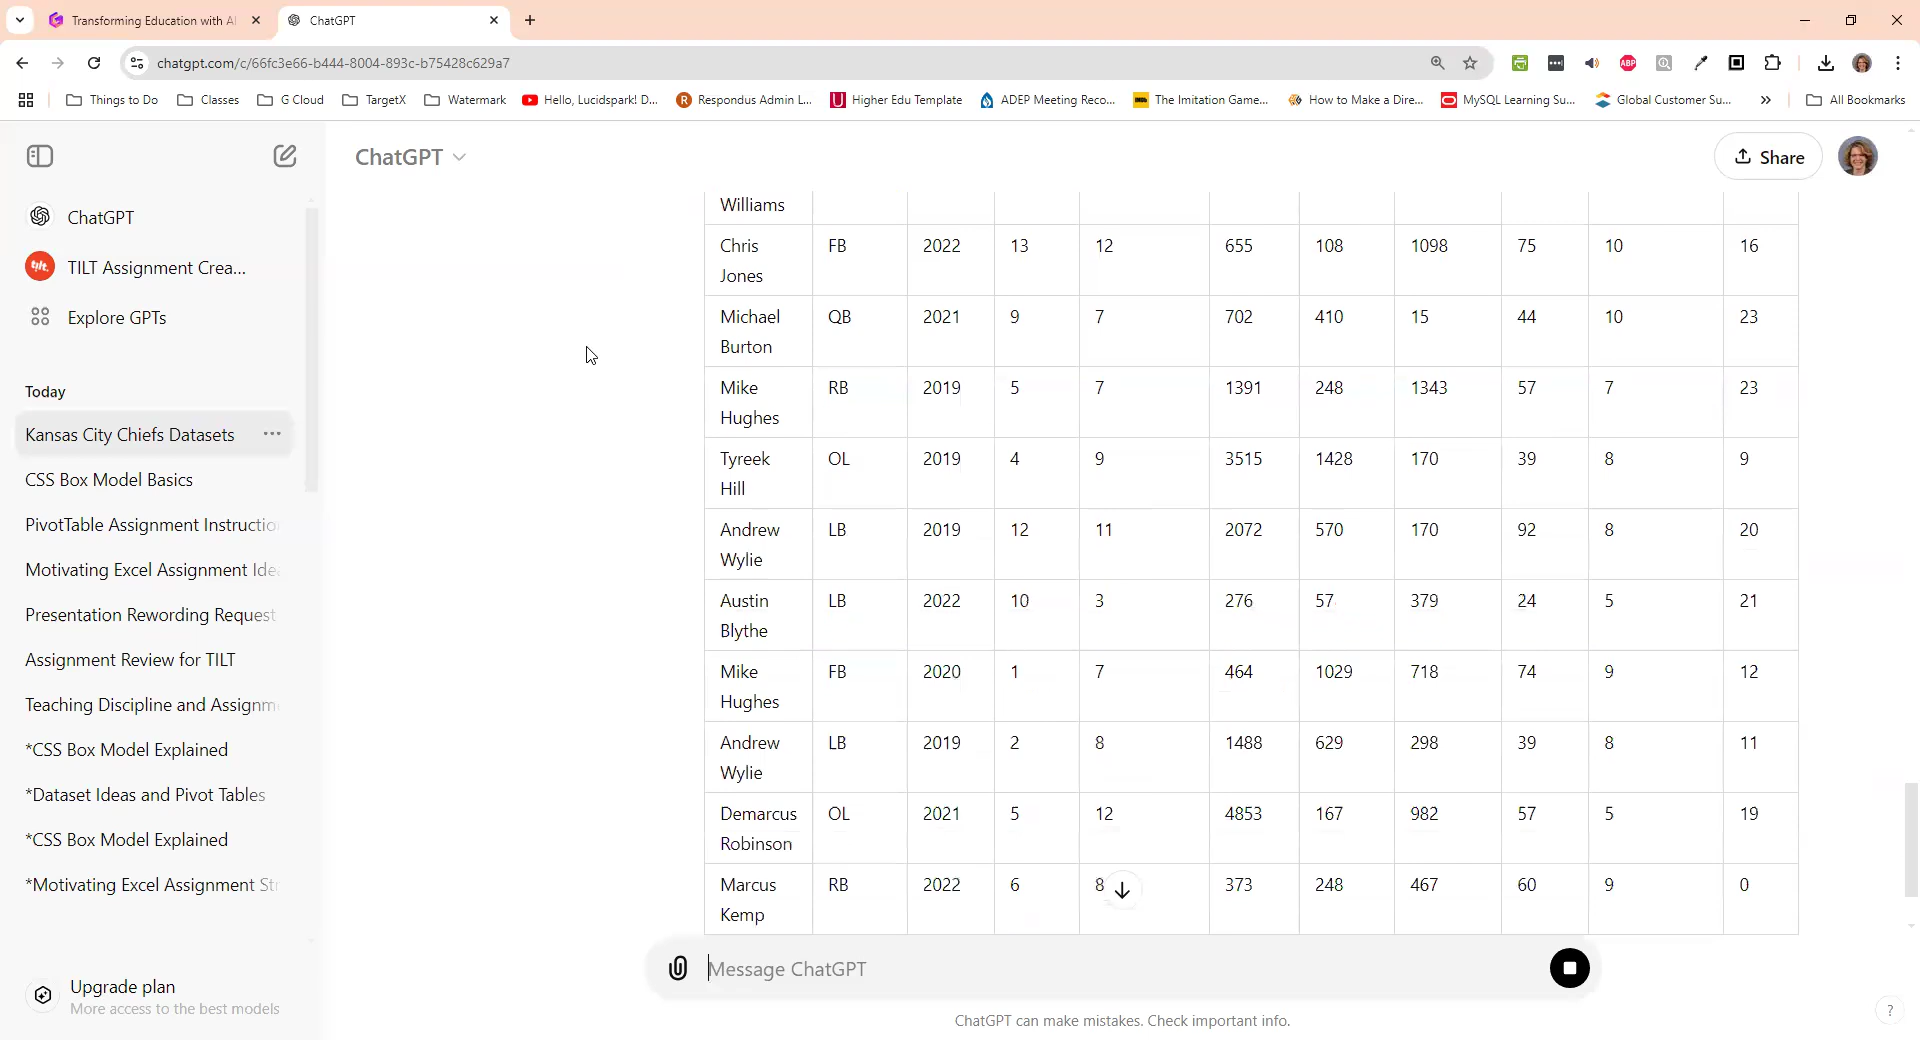 Transforming Education with AI
ChatGPT
chatgpt.com/c/66fc3e66-b444-8004-893c-b75428c629a7
ABP
Things to Do
Classes
G Cloud
TargetX
Watermark
Hello, Lucidspark! D...
Respondus Admin L...
Higher Edu Template
ADEP Meeting Reco...
The Imitation Game...
How to Make a Dire...
MySQL Learning Su...
Global Customer Su...
All Bookmarks
ChatGPT
Share
ChatGPT
tilt.
TILT Assignment Crea...
Explore GPTs
Today
Kansas City Chiefs Datasets
CSS Box Model Basics
PivotTable Assignment Instructio
Motivating Excel Assignment Ide
Presentation Rewording Request
Assignment Review for TILT
Teaching Discipline and Assignm
*CSS Box Model Explained
*Dataset Ideas and Pivot Tables
*CSS Box Model Explained
*Motivating Excel Assignment Str
Upgrade plan
More access to the best models
Williams
Chris Jones FB 2022 13 12 655 108 1098 75 10 16
Michael Burton QB 2021 9 7 702 410 15 44 10 23
Mike Hughes RB 2019 5 7 1391 248 1343 57 7 23
Tyreek Hill OL 2019 4 9 3515 1428 170 39 8 9
Andrew Wylie LB 2019 12 11 2072 570 170 92 8 20
Austin Blythe LB 2022 10 3 276 57 379 24 5 21
Mike Hughes FB 2020 1 7 464 1029 718 74 9 12
Andrew Wylie LB 2019 2 8 1488 629 298 39 8 11
Demarcus Robinson OL 2021 5 12 4853 167 982 57 5 19
Marcus Kemp RB 2022 6 8 373 248 467 60 9 0
Message ChatGPT
ChatGPT can make mistakes. Check important info.
?